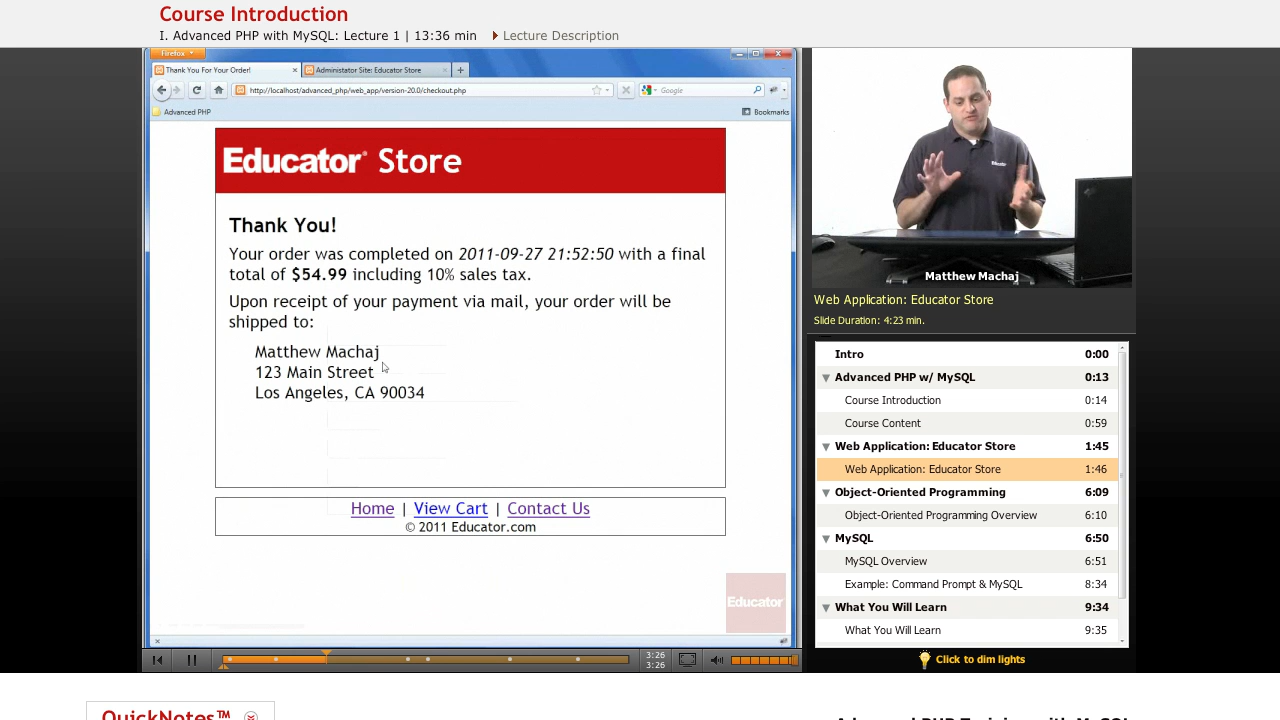 Course Introduction
I. Advanced PHP with MySQL: Lecture 1 | 13:36 min Lecture Description
Firefox
Thank You For Your Order! Administator Site: Educator Store
http://localhost/advanced_php/web_app/version-20.0/checkout.php Google
Advanced PHP Bookmarks
Educator® Store
Thank You!
Your order was completed on 2011-09-27 21:52:50 with a final
total of $54.99 including 10% sales tax.
Upon receipt of your payment via mail, your order will be
shipped to:
Matthew Machaj
123 Main Street
Los Angeles, CA 90034
Home | View Cart | Contact Us
© 2011 Educator.com
Educator
3:26
3:26
Educator
Matthew Machaj
Web Application: Educator Store
Slide Duration: 4:23 min.
Intro 0:00
Advanced PHP w/ MySQL 0:13
Course Introduction 0:14
Course Content 0:59
Web Application: Educator Store 1:45
Web Application: Educator Store 1:46
Object-Oriented Programming 6:09
Object-Oriented Programming Overview 6:10
MySQL 6:50
MySQL Overview 6:51
Example: Command Prompt & MySQL 8:34
What You Will Learn 9:34
What You Will Learn 9:35
Click to dim lights
QuickNotes™
Advanced PHP Training with MySQL